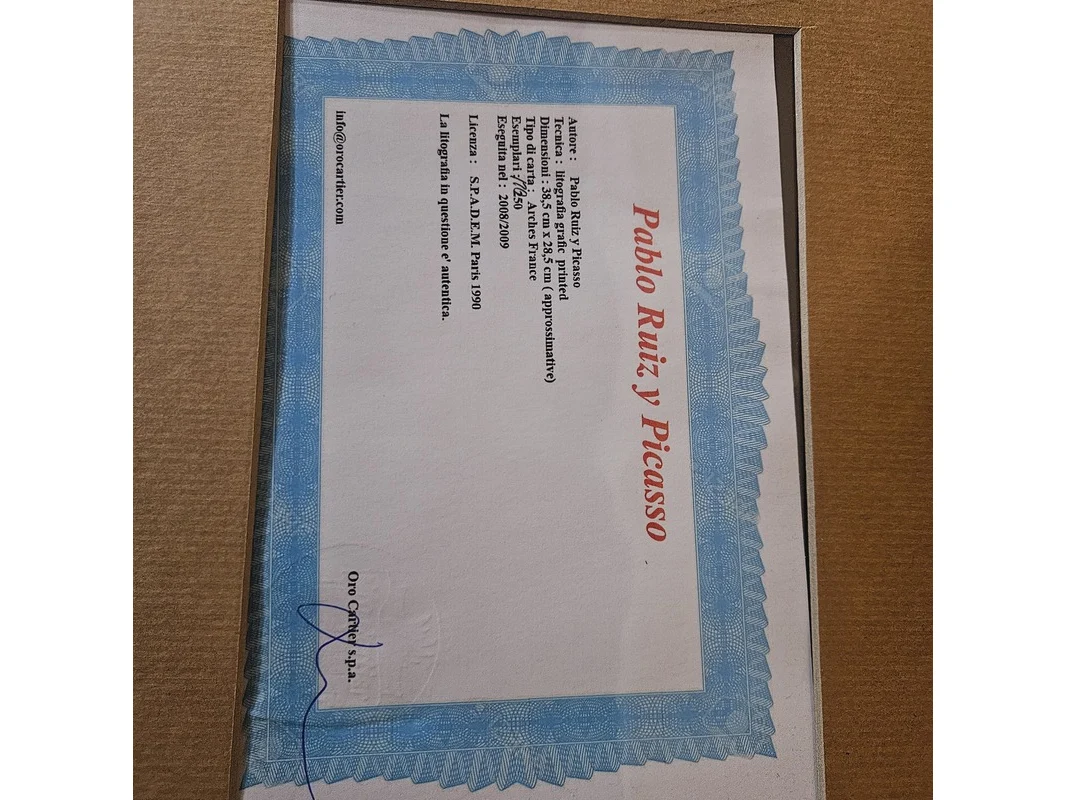 Pablo Ruiz y Picasso
Autore : Pablo Ruiz y Picasso
Tecnica : litografia grafic printed
Dimensioni : 38,5 cm x 28,5 cm ( approssimative)
Tipo di carta : Arches France
Esemplari : /250
Eseguita nel : 2008/2009
Licenza : S.P.A.D.E.M. Paris 1990
La litografia in questione e' autentica.
Oro Cartier s.p.a.
info@orocartier.com